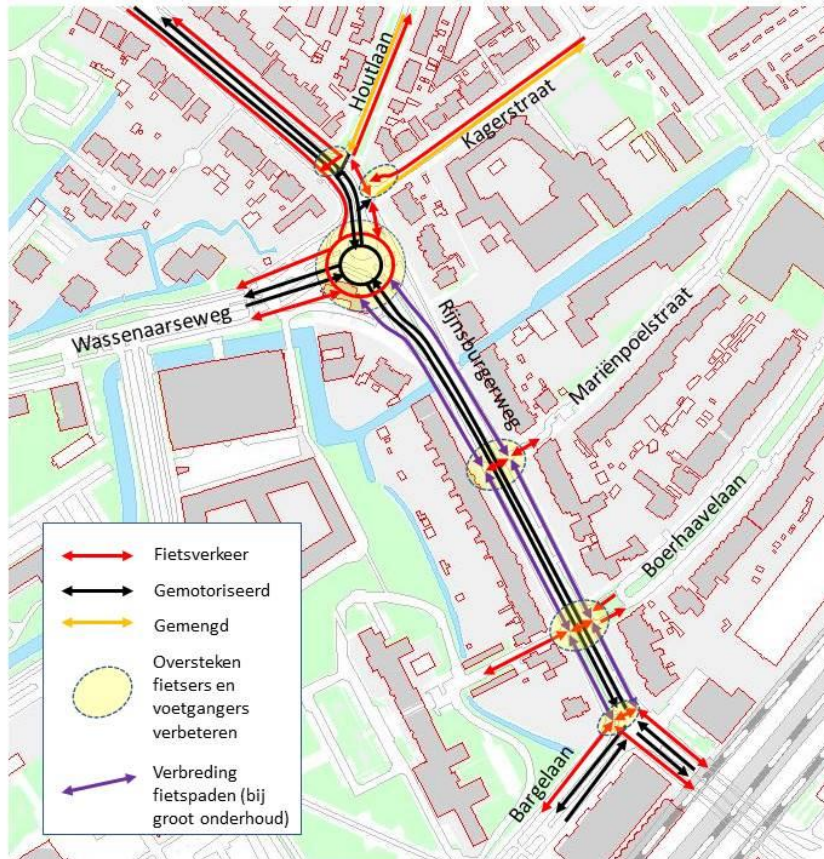 Houtlaan
Kagerstraat
Wassenaarseweg
Rijnsburgerweg
Mariënpoelstraat
Boerhaavelaan
Bargelaan
Fietsverkeer
Gemotoriseerd
Gemengd
Oversteken
fietsers en
voetgangers
verbeteren
Verbreding
fietspaden (bij
groot onderhoud)